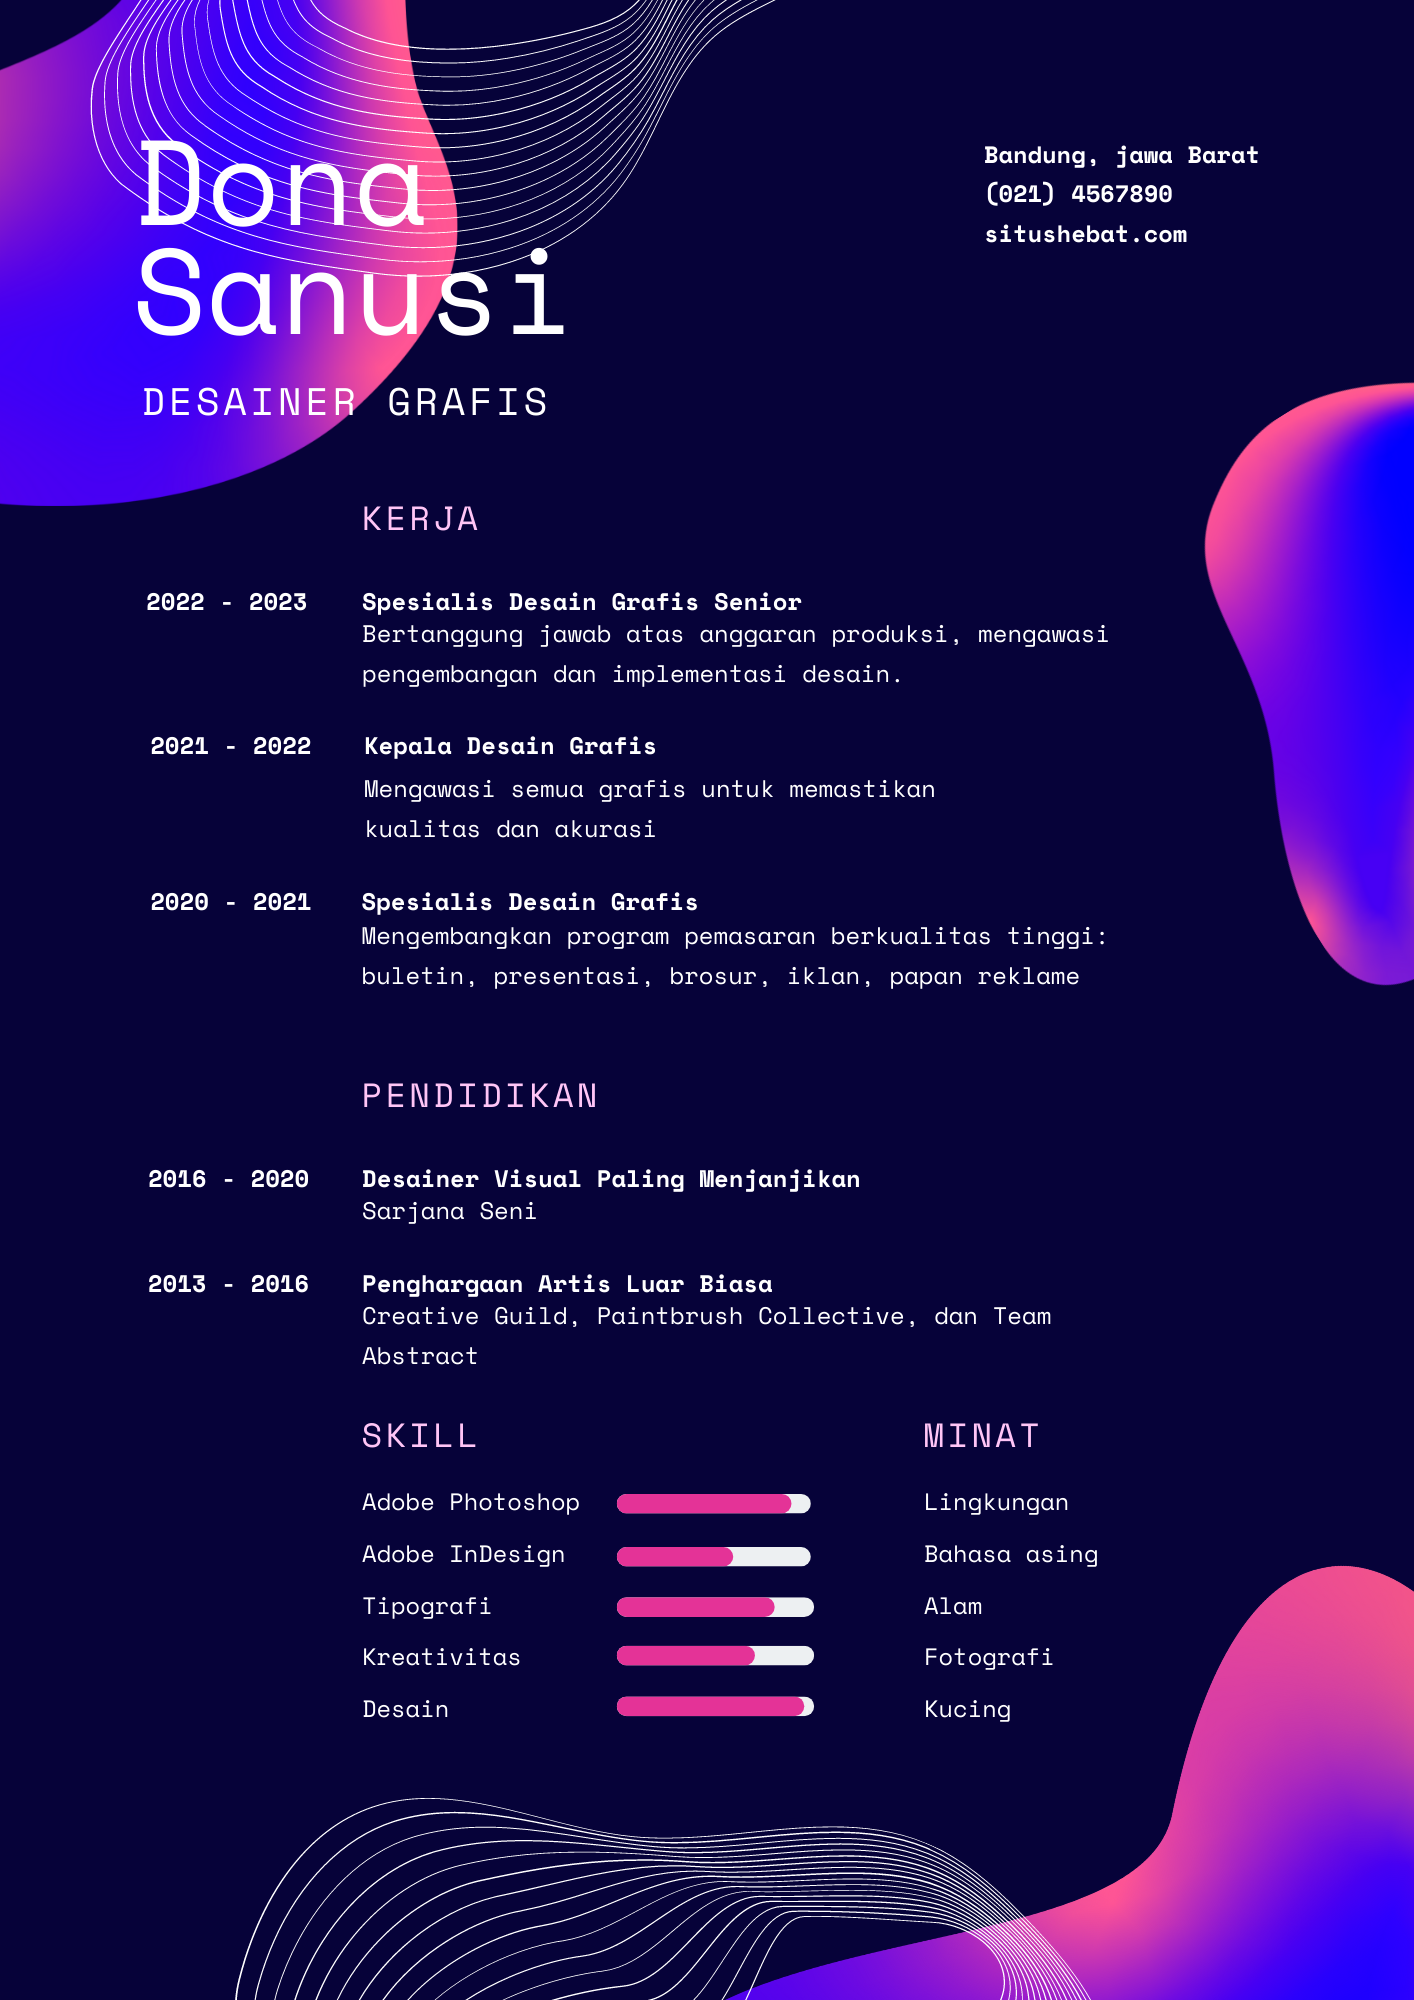 Dona
Sanusi
DESAINER GRAFIS
Bandung, jawa Barat
(021) 4567890
situshebat.com
KERJA
2022 - 2023 Spesialis Desain Grafis Senior
Bertanggung jawab atas anggaran produksi, mengawasi
pengembangan dan implementasi desain.
2021 - 2022 Kepala Desain Grafis
Mengawasi semua grafis untuk memastikan
kualitas dan akurasi
2020 - 2021 Spesialis Desain Grafis
Mengembangkan program pemasaran berkualitas tinggi:
buletin, presentasi, brosur, iklan, papan reklame
PENDIDIKAN
2016 - 2020 Desainer Visual Paling Menjanjikan
Sarjana Seni
2013 - 2016 Penghargaan Artis Luar Biasa
Creative Guild, Paintbrush Collective, dan Team
Abstract
SKILL
Adobe Photoshop
Adobe InDesign
Tipografi
Kreativitas
Desain
MINAT
Lingkungan
Bahasa asing
Alam
Fotografi
Kucing